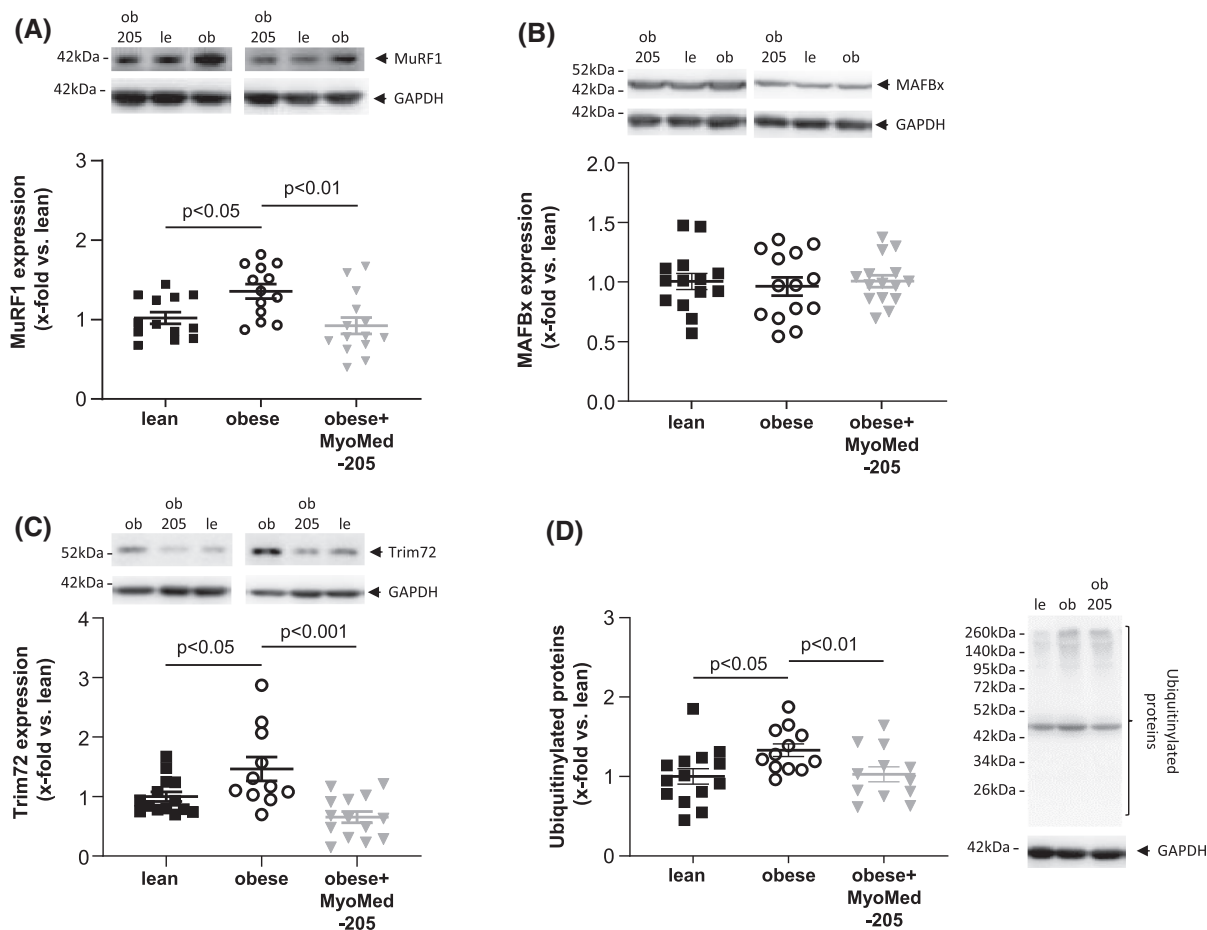 (A)
ob ob
205 le ob 205 le ob
42kDa - MuRF1
42kDa - GAPDH
3
2
1
0
MuRF1 expression
(x-fold vs. lean)
p<0.05
p<0.01
lean obese obese+
MyoMed
-205
(B)
ob ob
205 le ob 205 le ob
52kDa -
42kDa - MAFBx
42kDa - GAPDH
2.0
1.5
1.0
0.5
0.0
MAFBx expression
(x-fold vs. lean)
lean obese obese+
MyoMed
-205
(C)
ob ob
ob 205 le ob 205 le
52kDa - Trim72
42kDa - GAPDH
4
3
2
1
0
Trim72 expression
(x-fold vs. lean)
p<0.05
p<0.001
lean obese obese+
MyoMed
-205
(D)
3
2
1
0
Ubiquitinylated proteins
(x-fold vs. lean)
p<0.05
p<0.01
lean obese obese+
MyoMed
-205
ob
le ob 205
260kDa -
140kDa -
95kDa -
72kDa -
52kDa -
42kDa -
34kDa -
26kDa -
Ubiquitinylated
proteins
42kDa - GAPDH